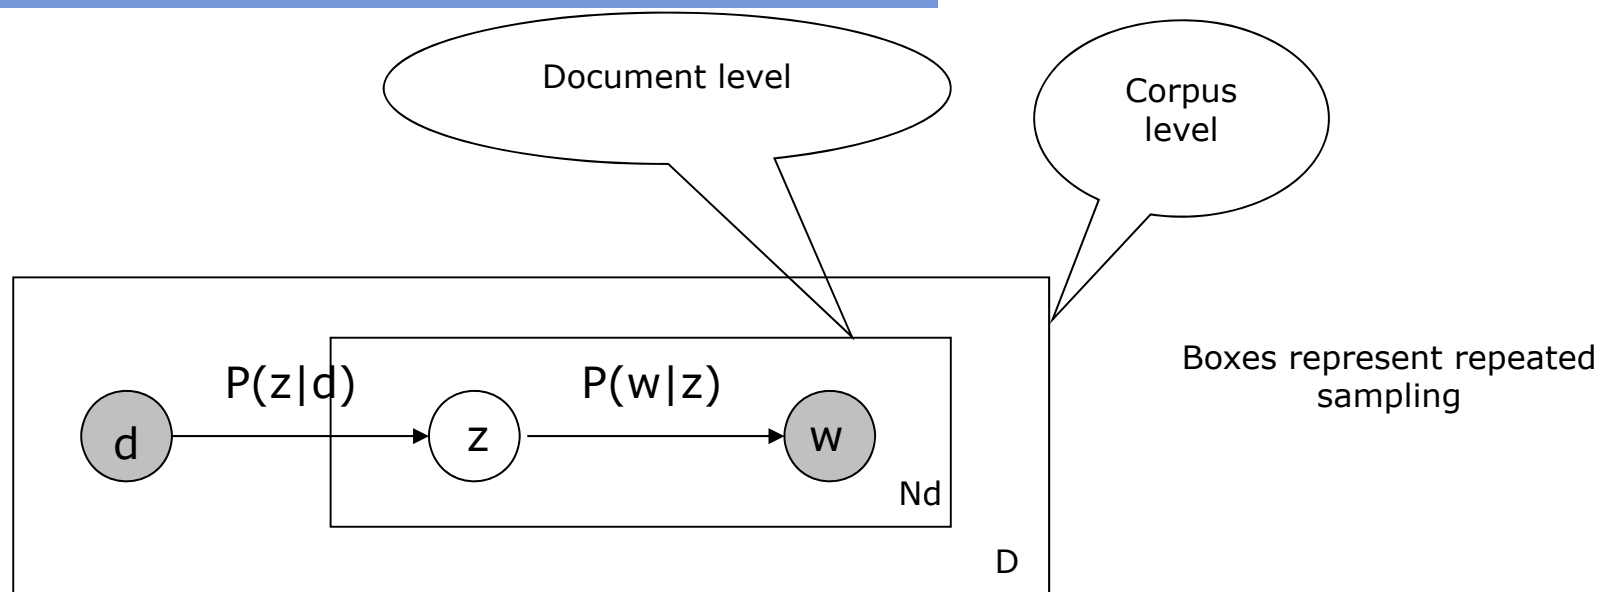 Document level
Corpus
level
Boxes represent repeated
sampling
P(z|d)
P(w|z)
d
z
w
Nd
D